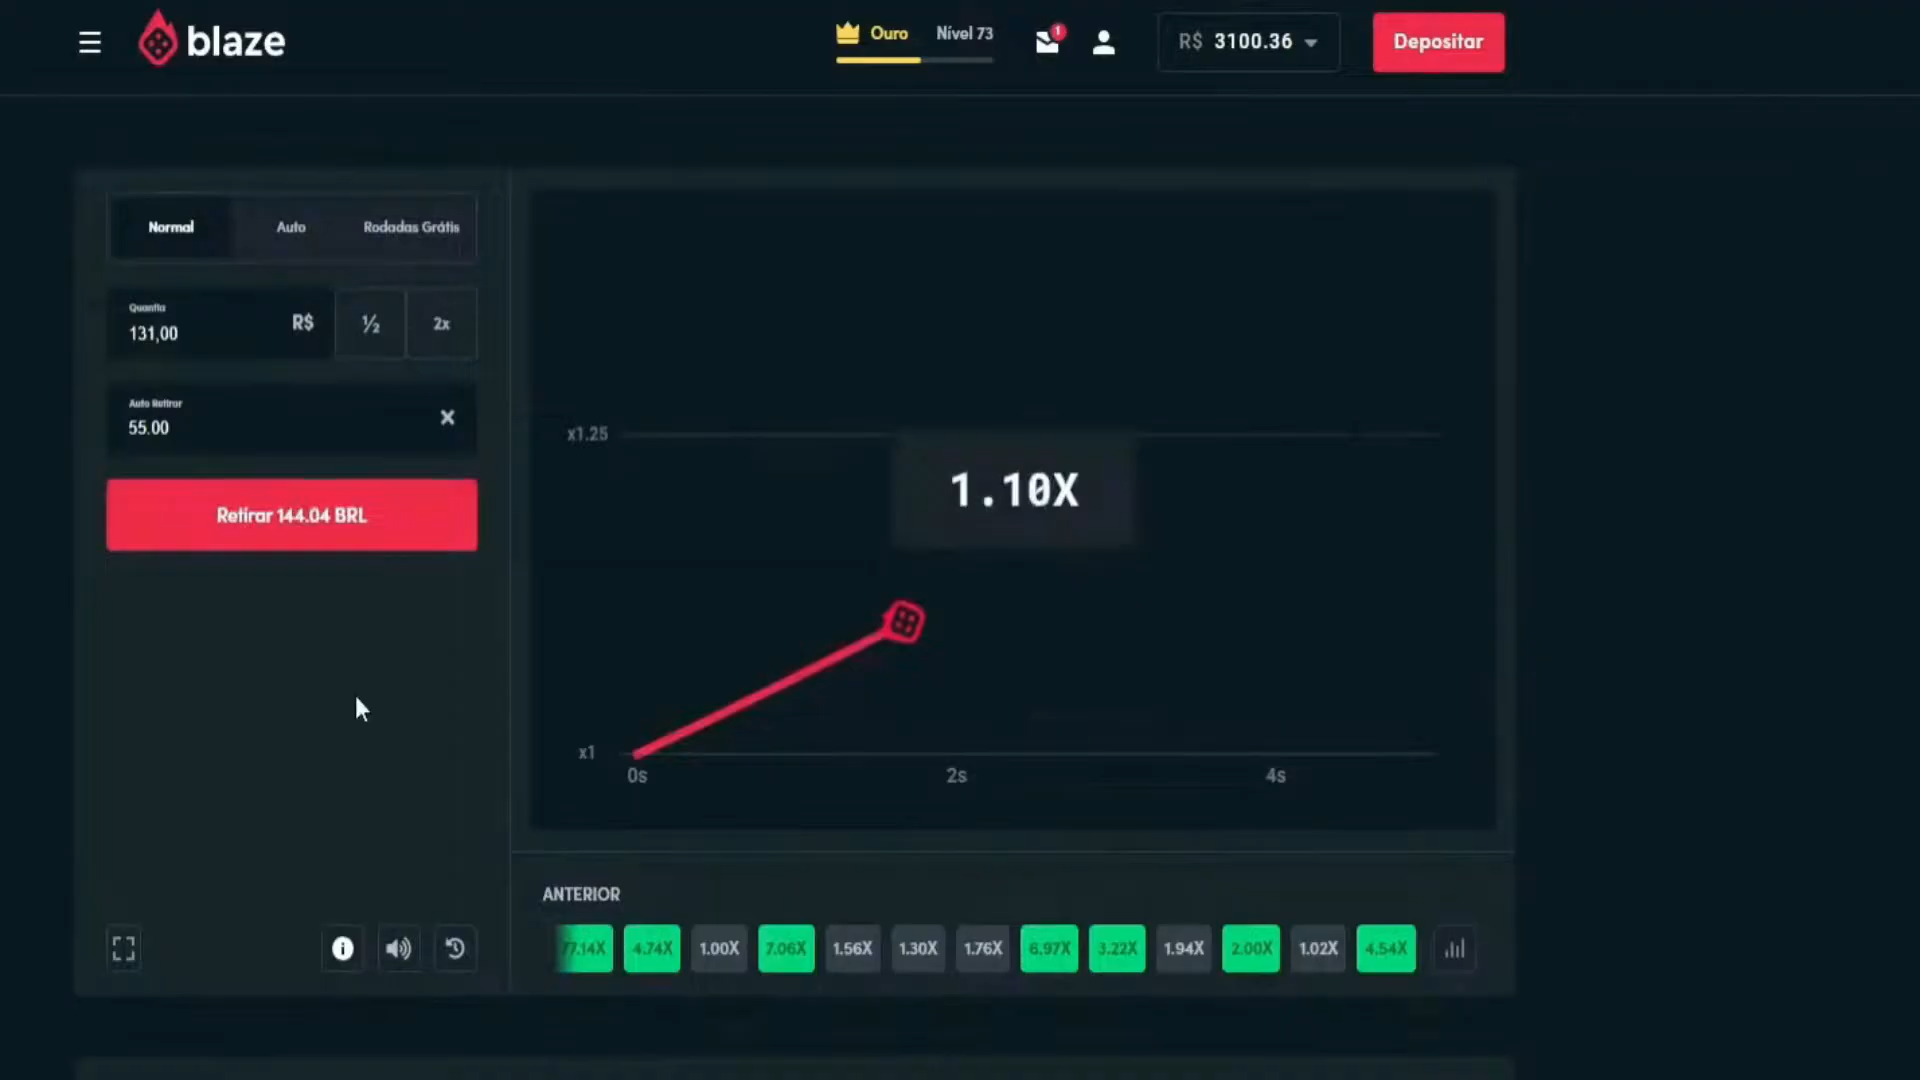 blaze
Ouro
Nível 73
1
R$ 3100.36
Depositar
Normal
Auto
Rodadas Grátis
Quantia
131,00
R$
½
2x
Auto Retirar
55.00
Retirar 144.04 BRL
x1.25
1.10X
x1
0s
2s
4s
ANTERIOR
77.14X
4.74X
1.00X
7.06X
1.56X
1.30X
1.76X
6.97X
3.22X
1.94X
2.00X
1.02X
4.54X